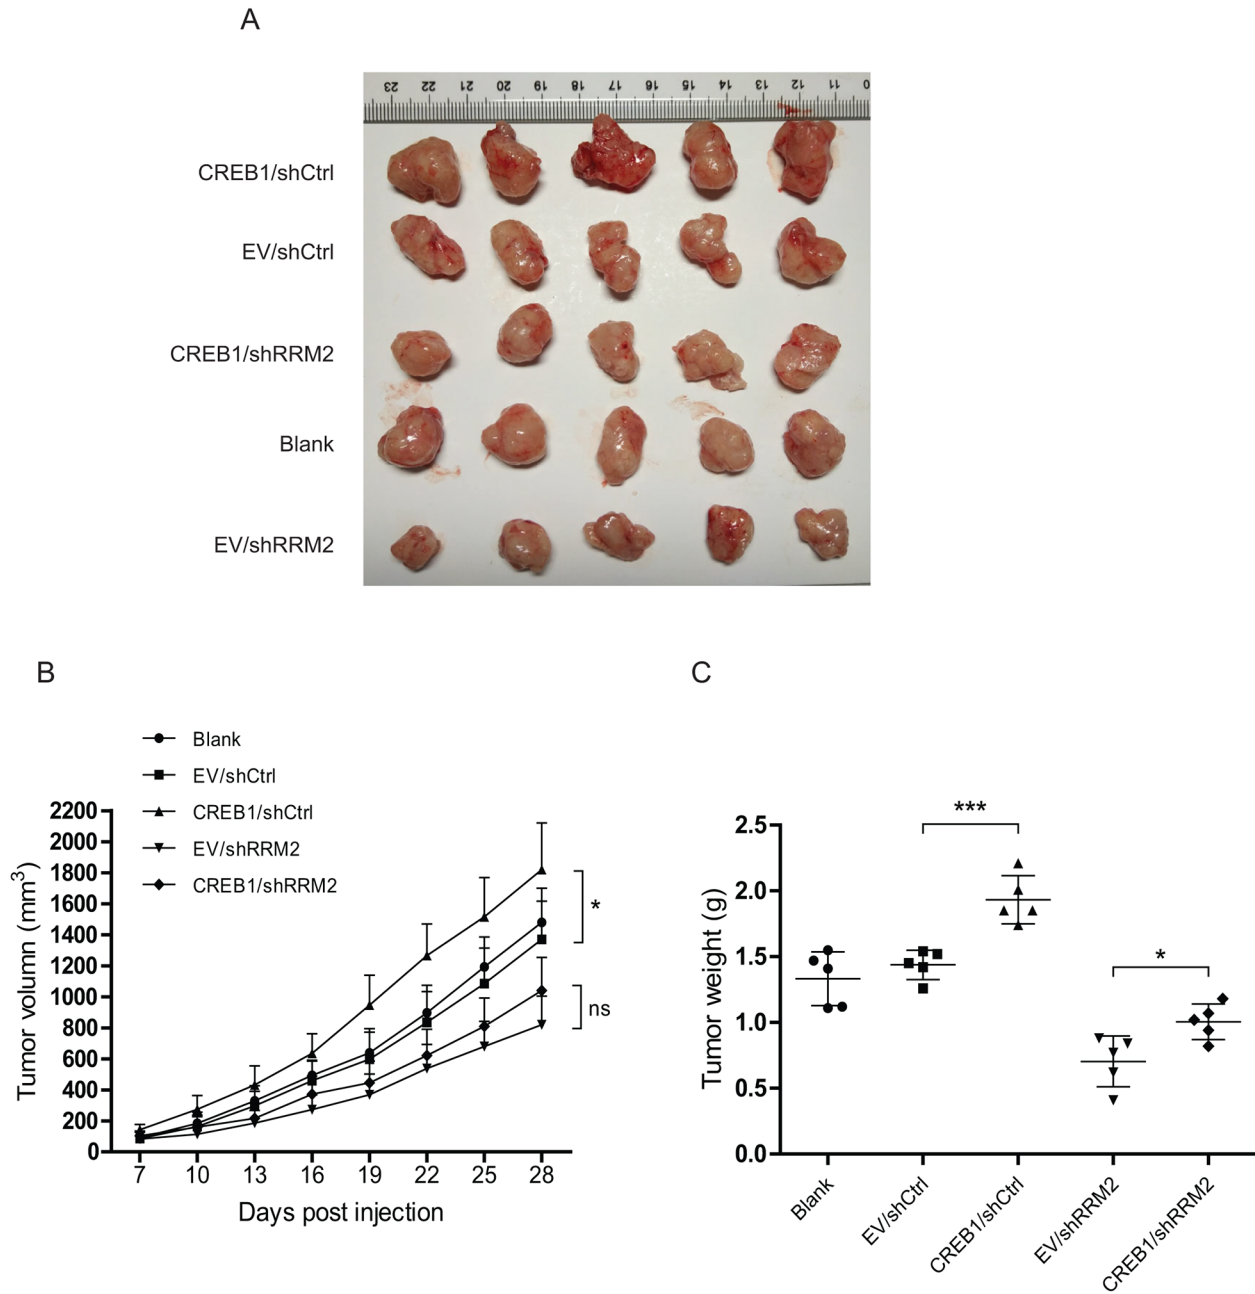 A
23 22 21 20 19 18 17 16 15 14 13 12 11 0
CREB1/shCtrl
EV/shCtrl
CREB1/shRRM2
Blank
EV/shRRM2
B
Blank
EV/shCtrl
CREB1/shCtrl
EV/shRRM2
CREB1/shRRM2
2200
2000
1800
1600
1400
1200
1000
800
600
400
200
0
Tumor volumn (mm3)
*
ns
7 10 13 16 19 22 25 28
Days post injection
C
***
*
2.5
2.0
1.5
1.0
0.5
0.0
Tumor weight (g)
Blank
EV/shCtrl
CREB1/shCtrl
EV/shRRM2
CREB1/shRRM2